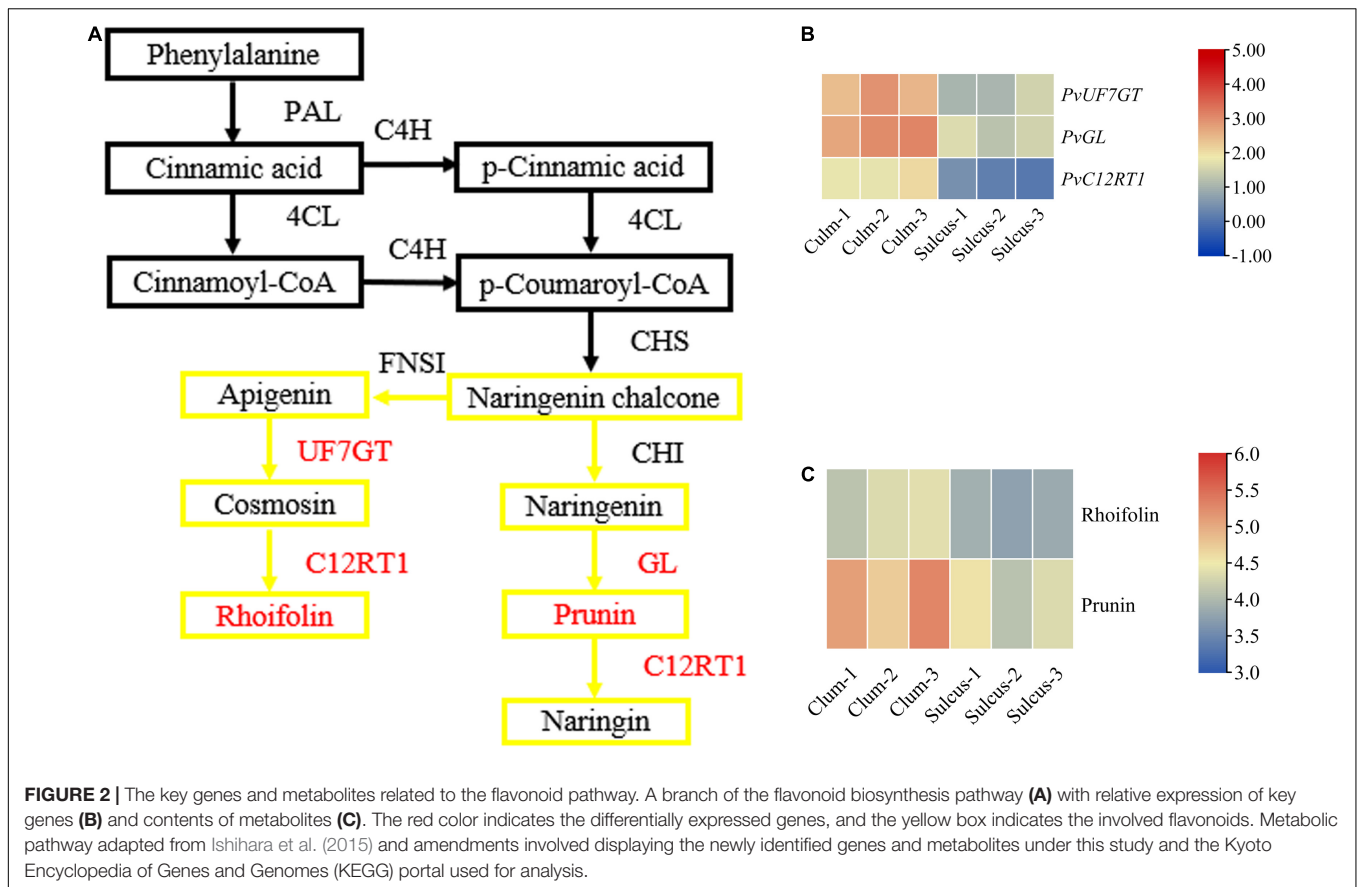 A
Phenylalanine
PAL
C4H
Cinnamic acid
p-Cinnamic acid
4CL
4CL
C4H
Cinnamoyl-CoA
p-Coumaroyl-CoA
CHS
FNSI
Apigenin
Naringenin chalcone
UF7GT
CHI
Cosmosin
Naringenin
C12RT1
GL
Rhoifolin
Prunin
C12RT1
Naringin
B
PvUF7GT
PvGL
PvC12RT1
Culm-1
Culm-2
Culm-3
Sulcus-1
Sulcus-2
Sulcus-3
5.00
4.00
3.00
2.00
1.00
0.00
-1.00
C
Rhoifolin
Prunin
Clum-1
Clum-2
Clum-3
Sulcus-1
Sulcus-2
Sulcus-3
6.0
5.5
5.0
4.5
4.0
3.5
3.0
FIGURE 2 | The key genes and metabolites related to the flavonoid pathway. A branch of the flavonoid biosynthesis pathway (A) with relative expression of key
genes (B) and contents of metabolites (C). The red color indicates the differentially expressed genes, and the yellow box indicates the involved flavonoids. Metabolic
pathway adapted from Ishihara et al. (2015) and amendments involved displaying the newly identified genes and metabolites under this study and the Kyoto
Encyclopedia of Genes and Genomes (KEGG) portal used for analysis.